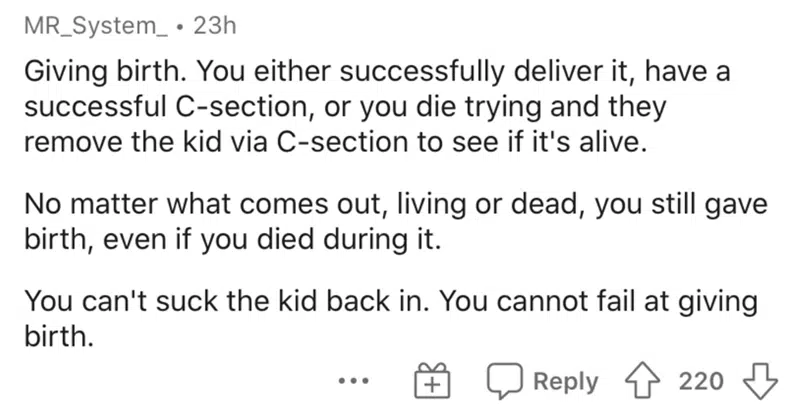 MR_System_ • 23h
Giving birth. You either successfully deliver it, have a
successful C-section, or you die trying and they
remove the kid via C-section to see if it's alive.
No matter what comes out, living or dead, you still gave
birth, even if you died during it.
You can't suck the kid back in. You cannot fail at giving
birth.
... Reply 220